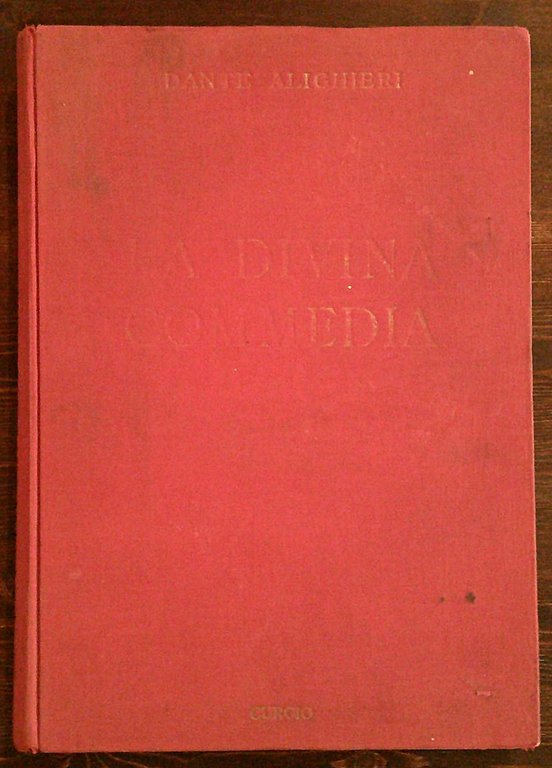 DANTE ALIGHIERI
LA DIVINA
COMMEDIA
CURCIO